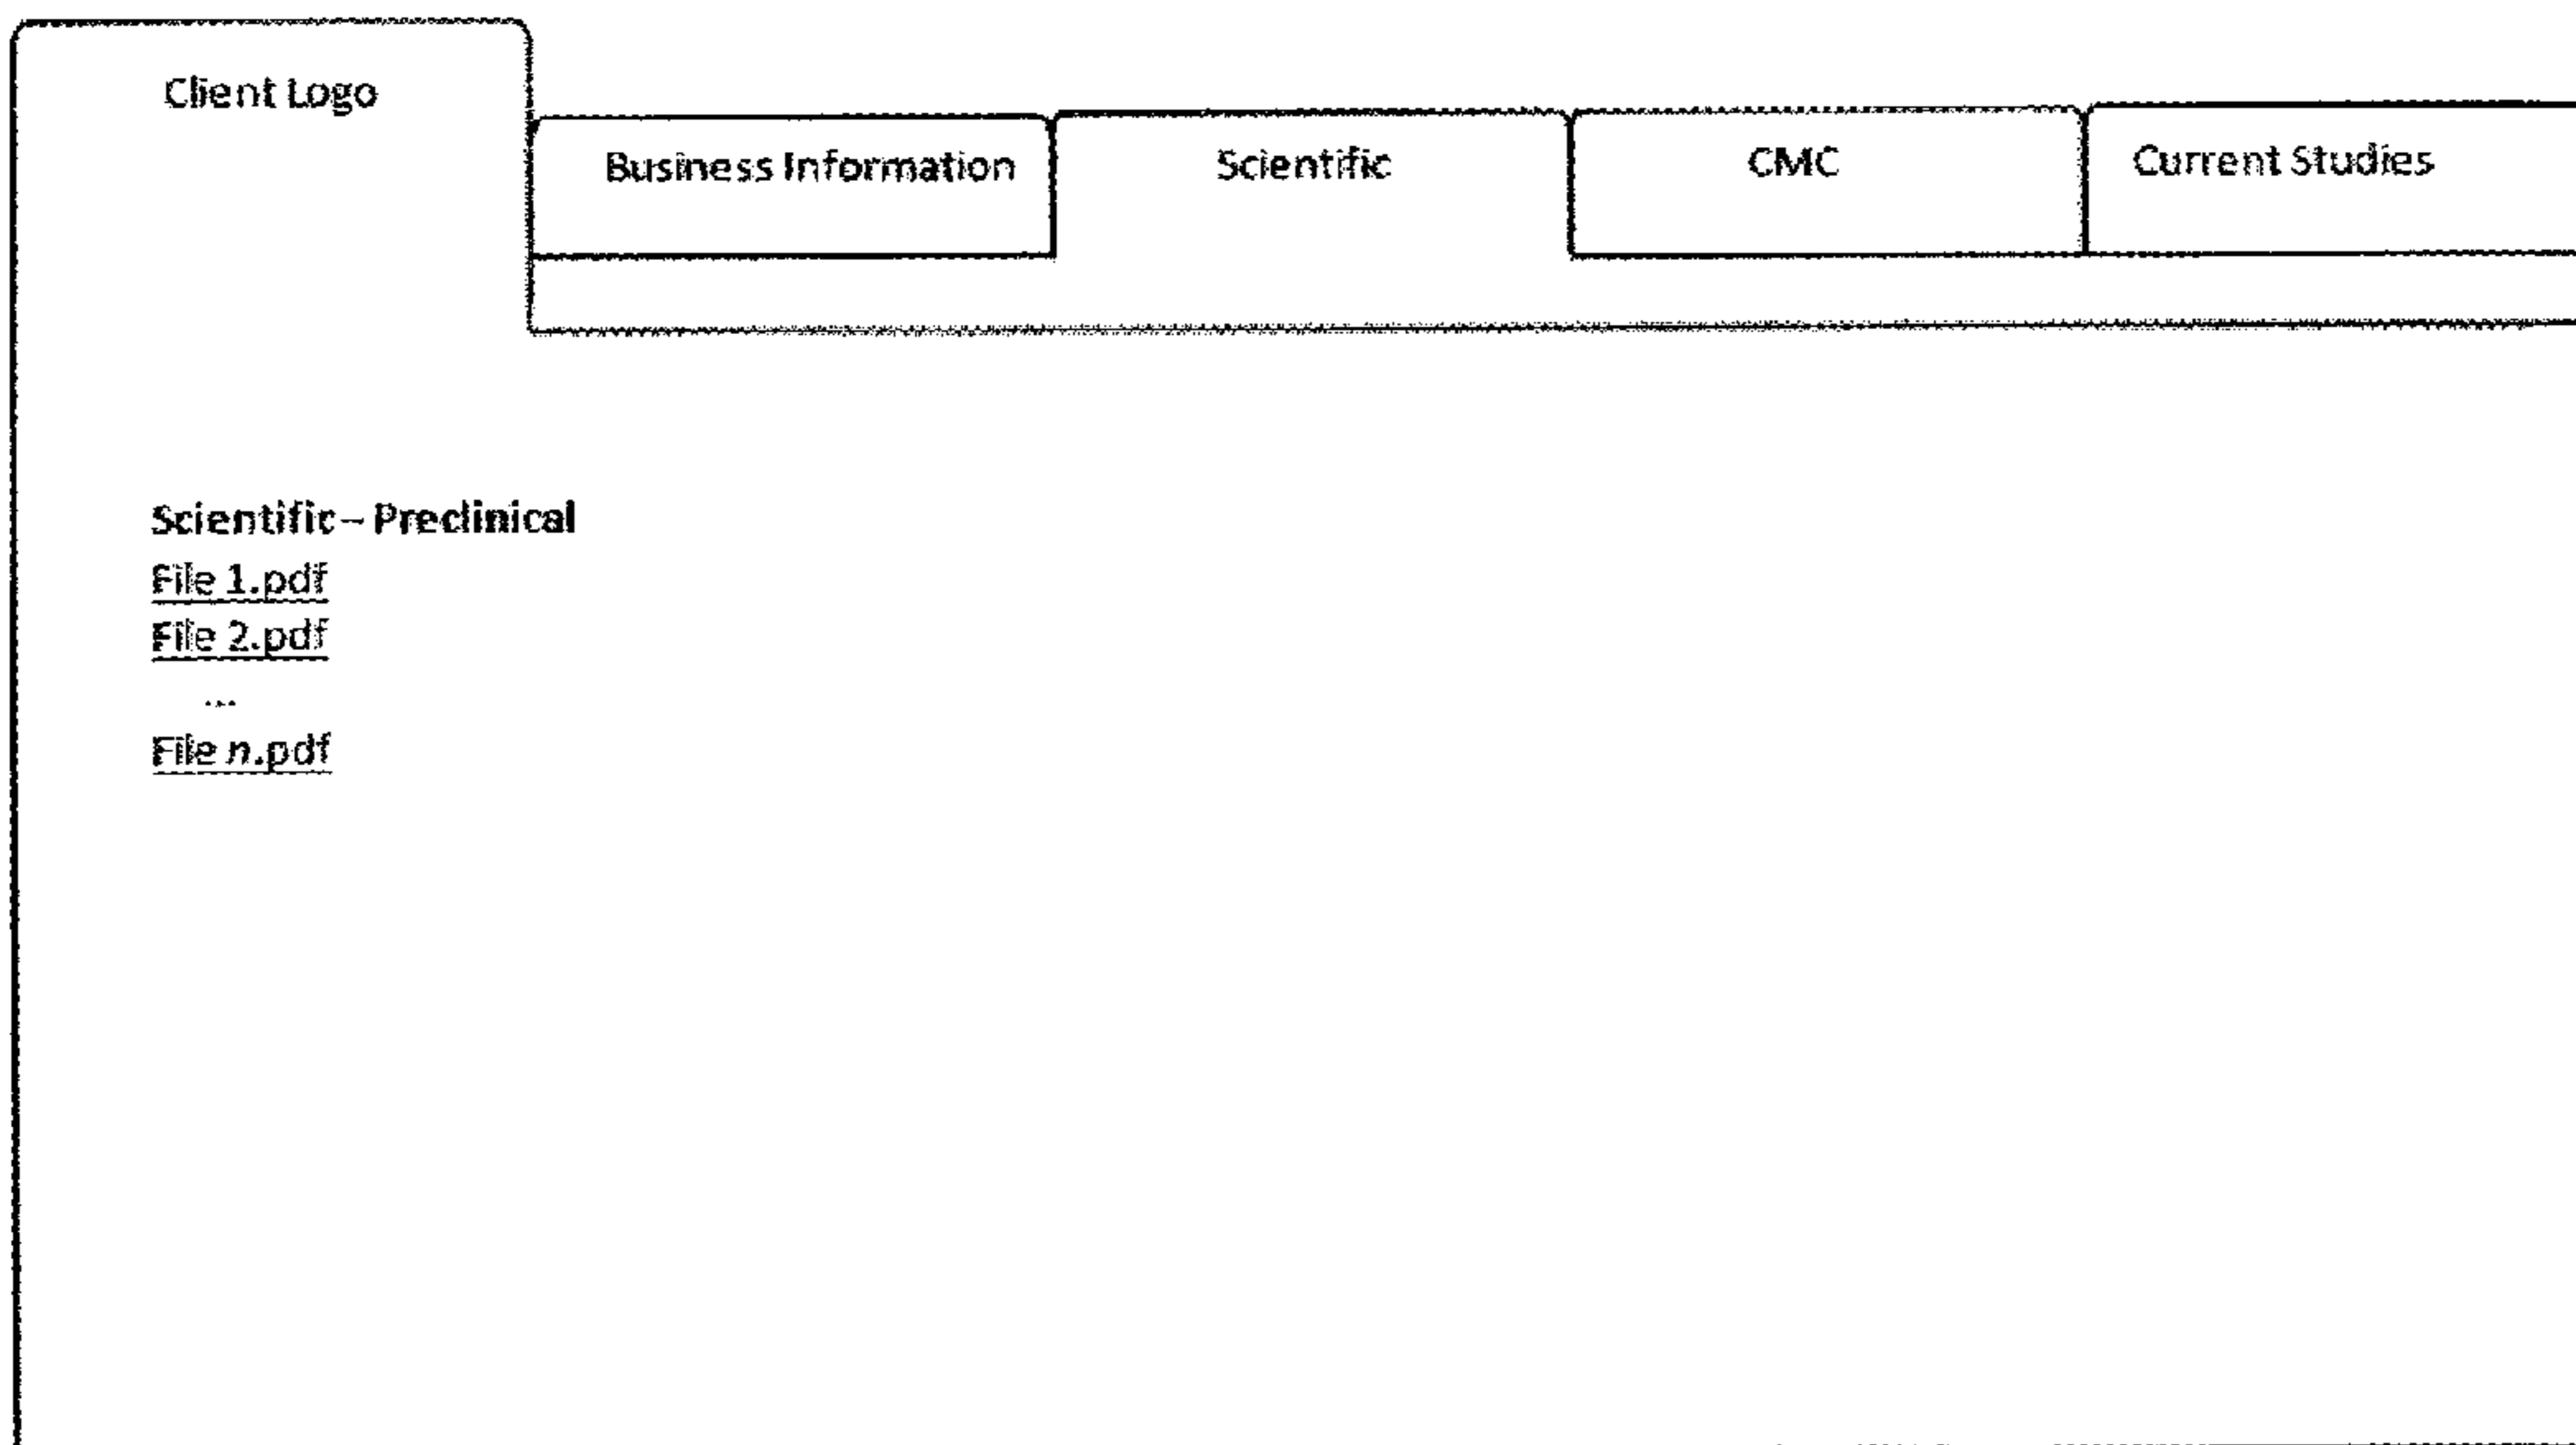 Client Logo
Business Information
Scientific
CMC
Current Studies
Scientific – Preclinical
File 1.pdf
File 2.pdf
...
File n.pdf